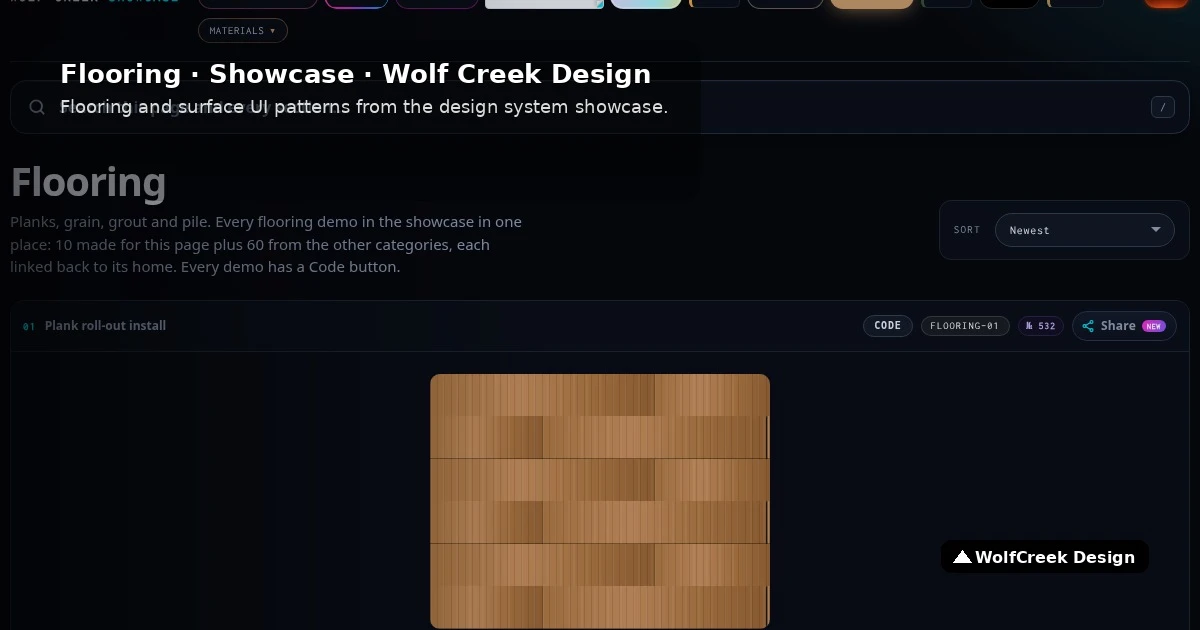 MATERIALS ▾
Flooring · Showcase · Wolf Creek Design
Flooring and surface UI patterns from the design system showcase.
/
Flooring
Planks, grain, grout and pile. Every flooring demo in the showcase in one
place: 10 made for this page plus 60 from the other categories, each
linked back to its home. Every demo has a Code button.
SORT
Newest
01 Plank roll-out install
CODE
FLOORING-01
№ 532
Share NEW
WolfCreek Design